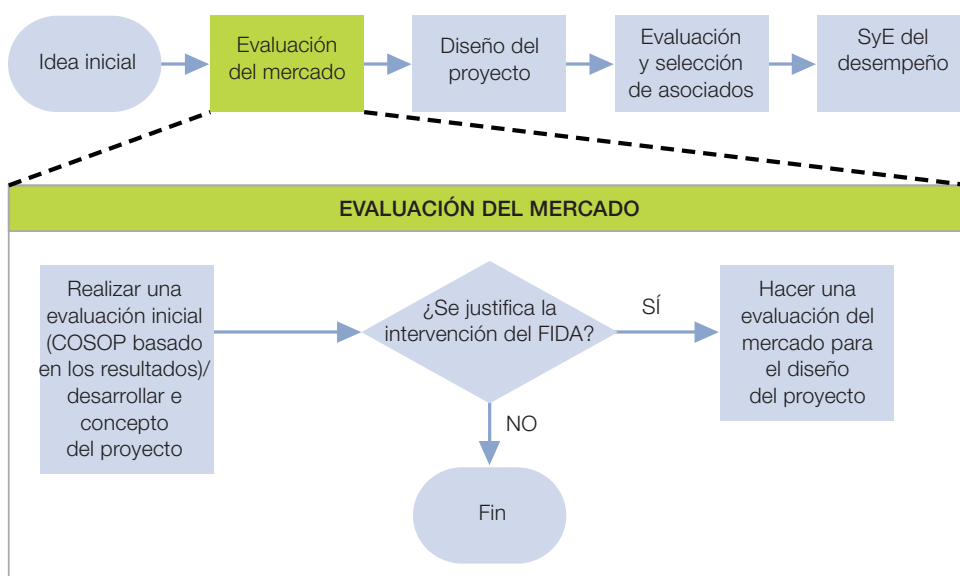 Idea inicial
Evaluación
del mercado
Diseño del
proyecto
Evaluación
y selección
de asociados
SyE del
desempeño
EVALUACIÓN DEL MERCADO
Realizar una
evaluación inicial
(COSOP basado
en los resultados)/
desarrollar e
concepto
del proyecto
¿Se justifica la
intervención del FIDA?
SÍ
Hacer una
evaluación del
mercado para
el diseño
del proyecto
NO
Fin